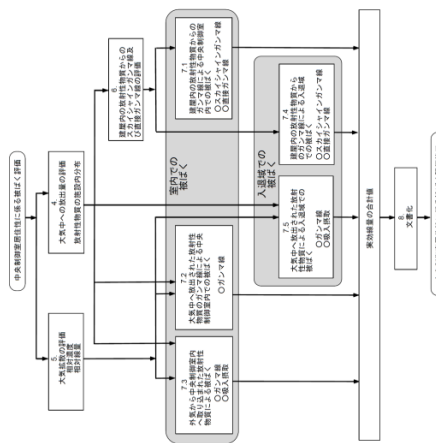 中央制御室居住性に係る被ばく評価
4.
大気中への放出量の評価
放射性物質の施設内分布
5.
大気拡散の評価
相対濃度
相対線量
6.
建屋内の放射性物質からの
スカイシャインガンマ線及
び直接ガンマ線の評価
室内での
被ばく
7.1
建屋内の放射性物質からの
ガンマ線による中央制御室
内での被ばく
○スカイシャインガンマ線
○直接ガンマ線
7.2
大気中へ放出された放射性
物質のガンマ線による中央
制御室内での被ばく
○ガンマ線
7.3
外気から中央制御室内
へ取り込まれた放射性
物質による被ばく
○ガンマ線
○吸入摂取
入退域での
被ばく
7.4
建屋内の放射性物質から
のガンマ線による入退域
での被ばく
○スカイシャインガンマ線
○直接ガンマ線
7.5
大気中へ放出された放射
性物質による入退域での
被ばく
○ガンマ線
○吸入摂取
実効線量の合計値
8.
文書化